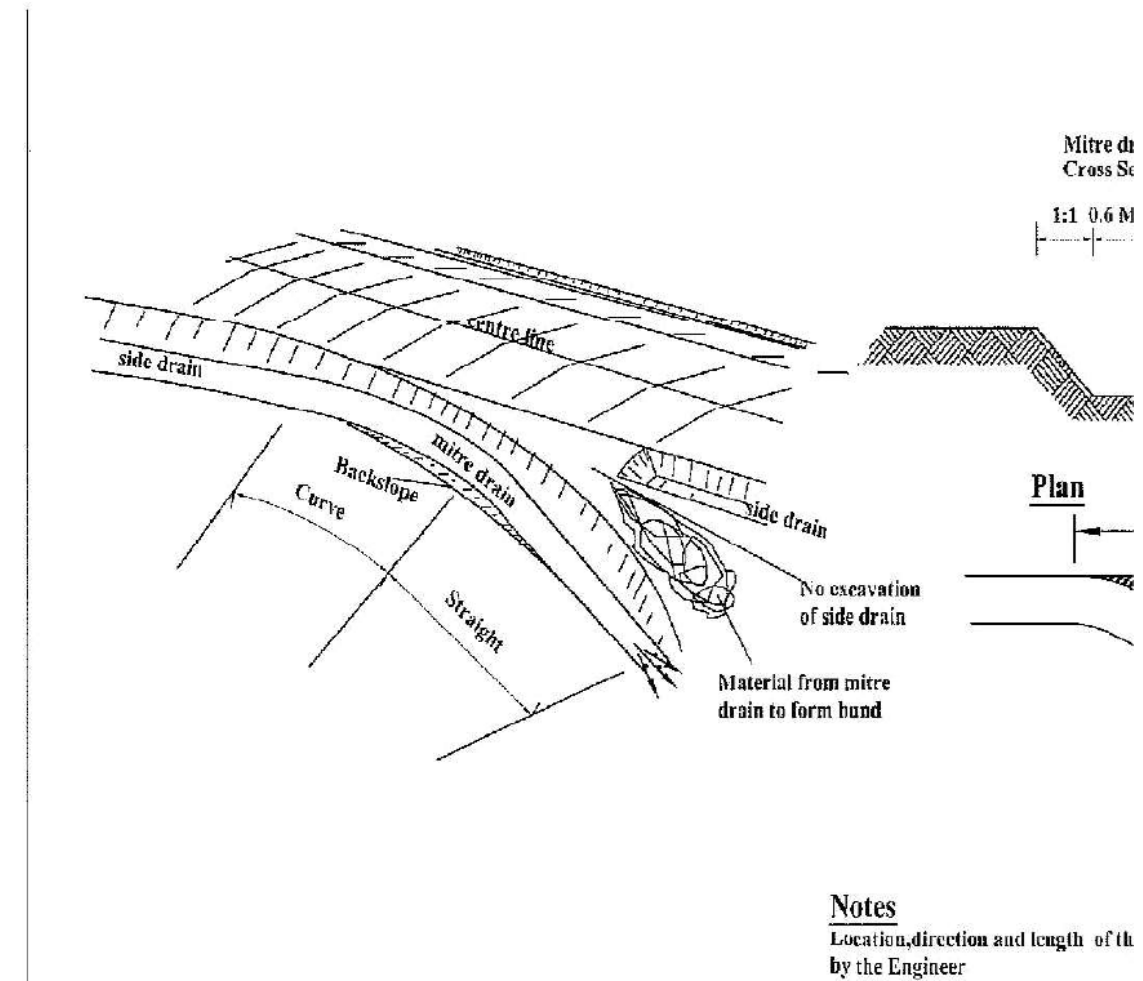 Mitre dr
Cross Se
1:1 0.6 M
centre line
side drain
mitre drain
Backslope
Curve
side drain
Plan
No excavation
of side drain
Straight
Material from mitre
drain to form bund
Notes
Location,direction and length of th
by the Engineer